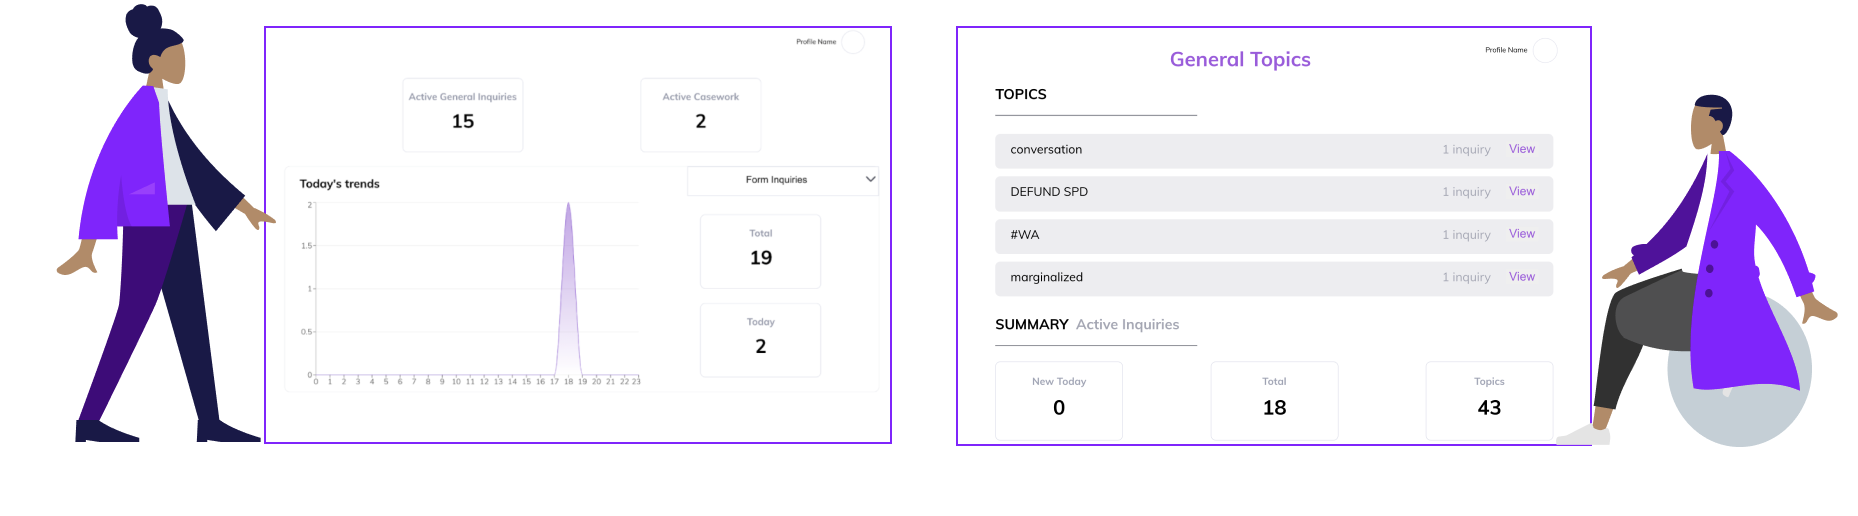 Profile Name
Active General Inquiries
15
Active Casework
2
Today's trends
Form Inquiries
2
1.5
1
0.5
0
0 1 2 3 4 5 6 7 8 9 10 11 12 13 14 15 16 17 18 19 20 21 22 23
Total
19
Today
2
Profile Name
General Topics
TOPICS
conversation 1 inquiry View
DEFUND SPD 1 inquiry View
#WA 1 inquiry View
marginalized 1 inquiry View
SUMMARY Active Inquiries
New Today
0
Total
18
Topics
43